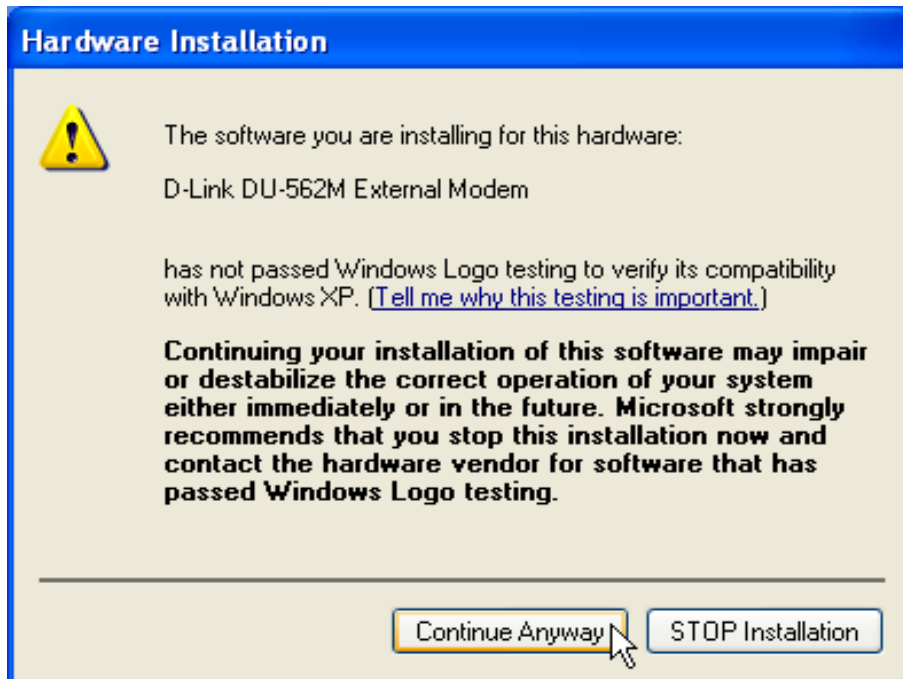 Hardware Installation
The software you are installing for this hardware:
D-Link DU-562M External Modem
has not passed Windows Logo testing to verify its compatibility
with Windows XP. (Tell me why this testing is important.)
Continuing your installation of this software may impair
or destabilize the correct operation of your system
either immediately or in the future. Microsoft strongly
recommends that you stop this installation now and
contact the hardware vendor for software that has
passed Windows Logo testing.
Continue Anyway STOP Installation